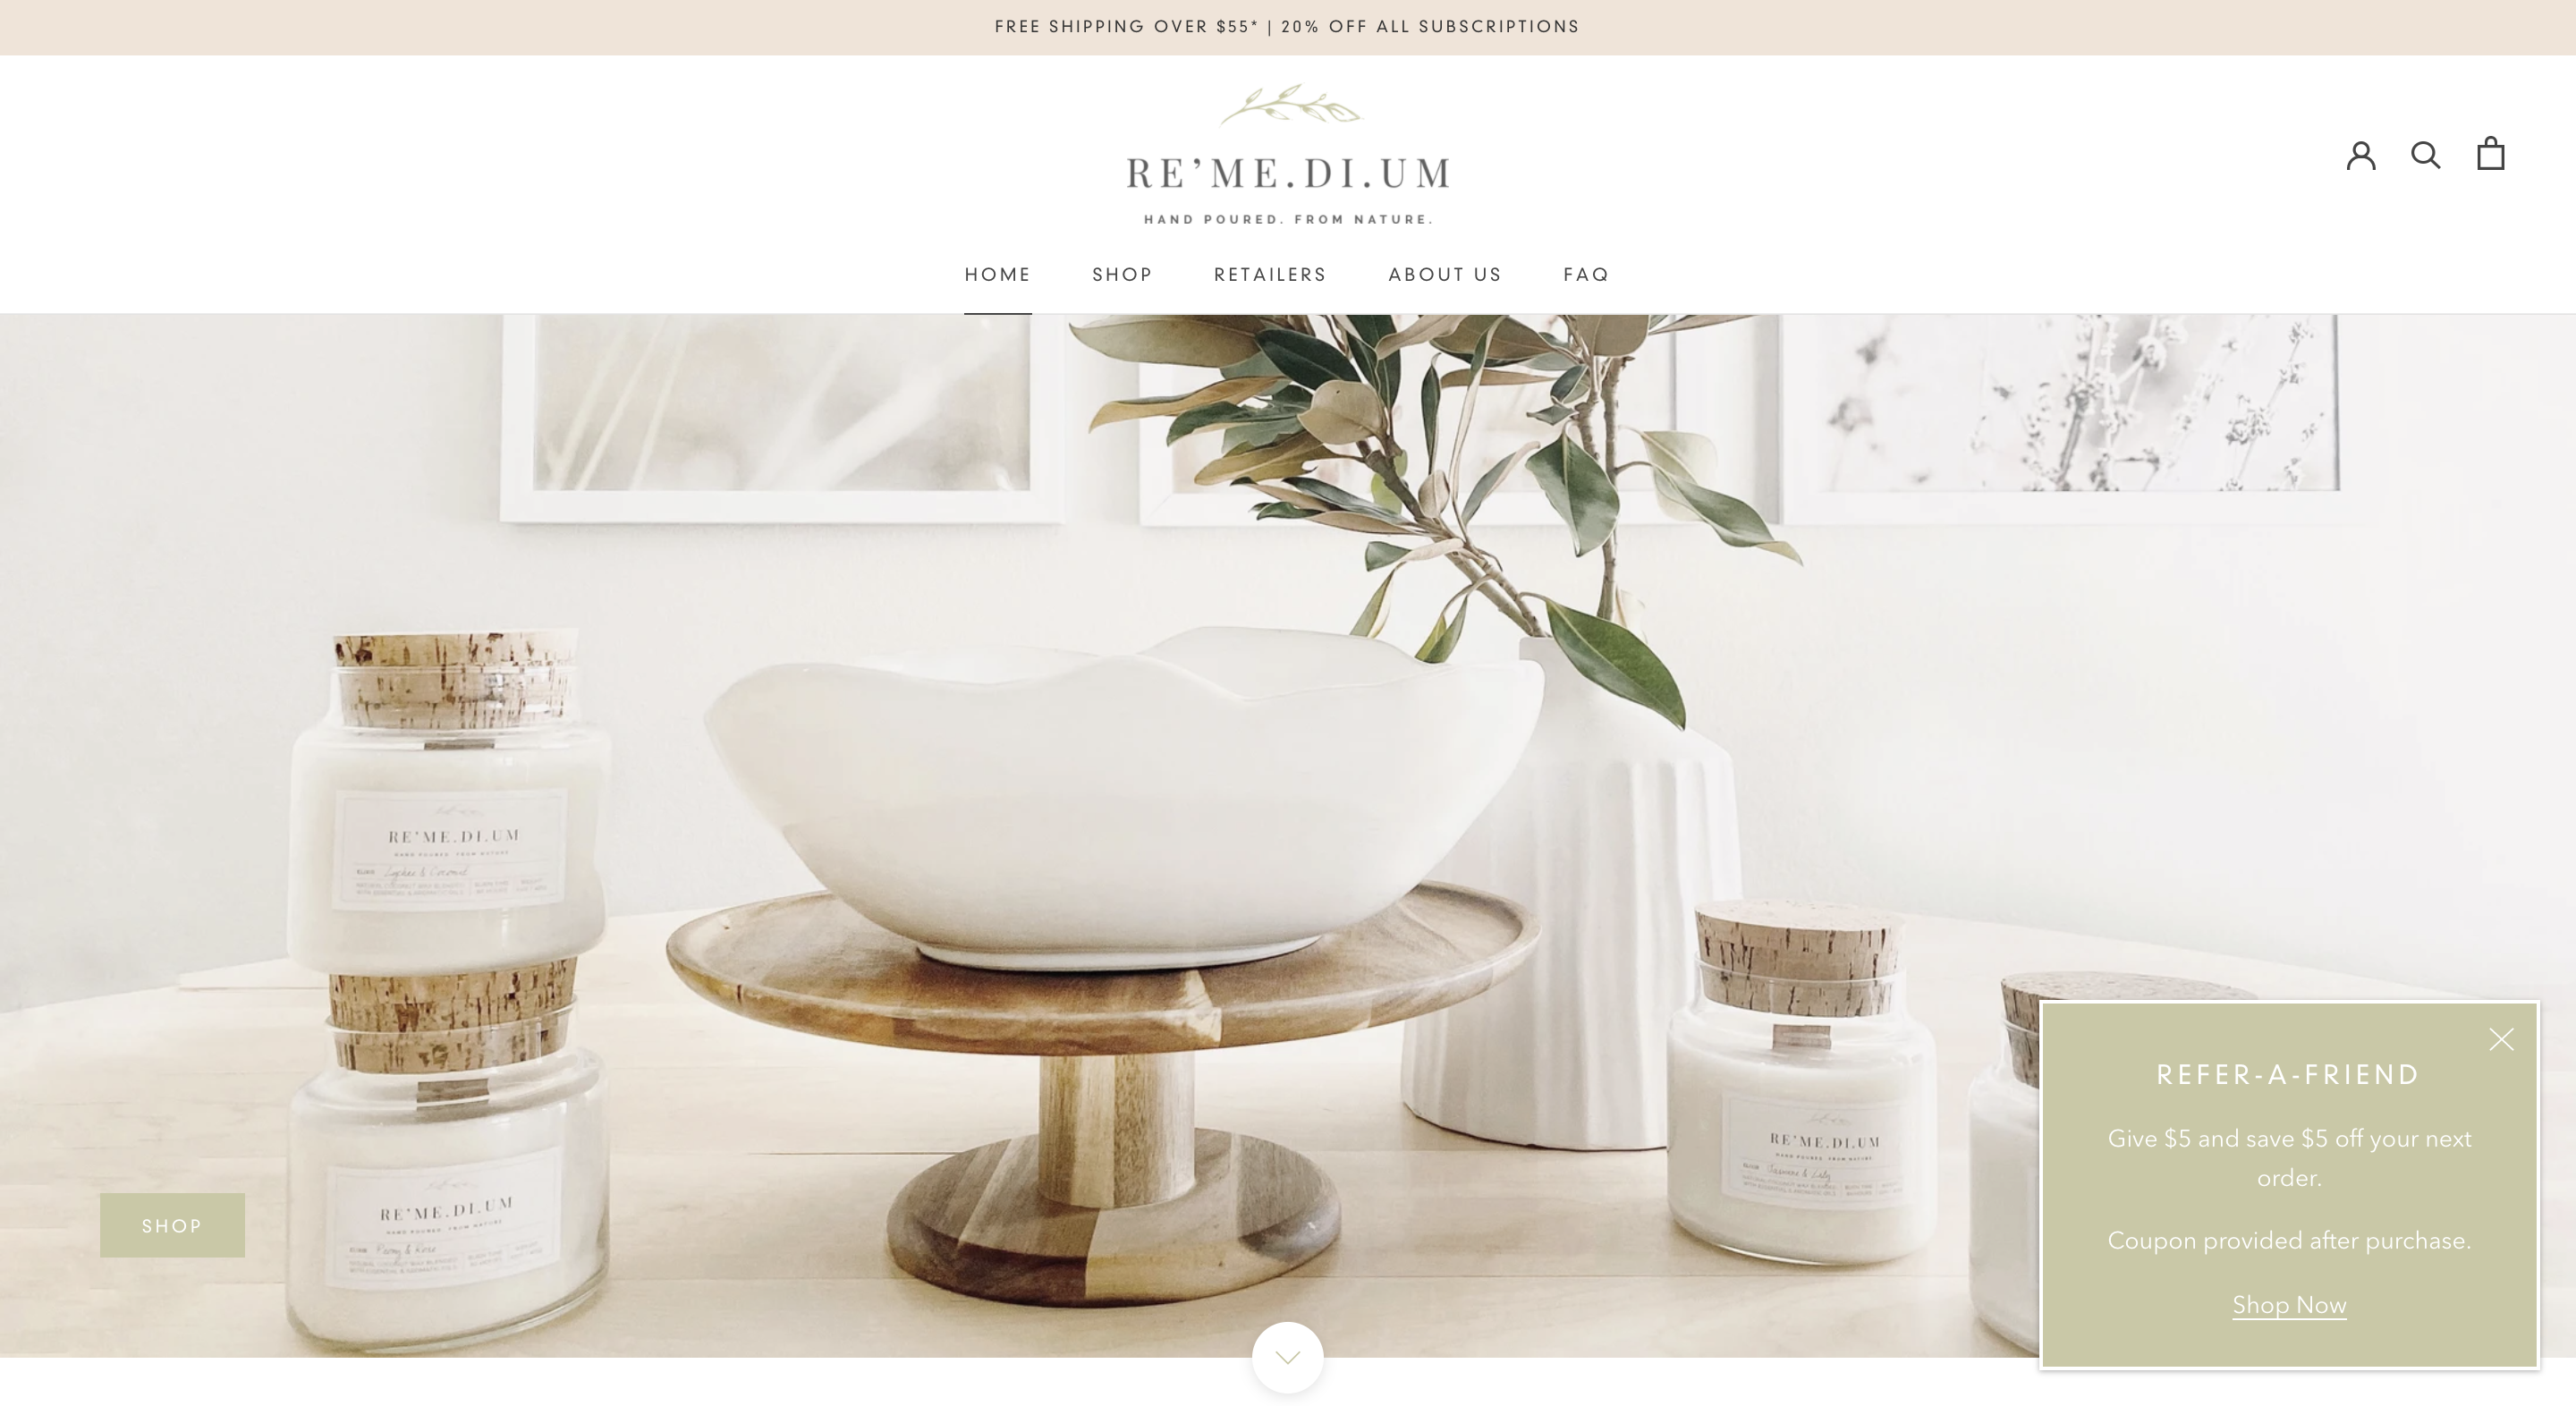 FREE SHIPPING OVER $55* | 20% OFF ALL SUBSCRIPTIONS
RE’ME.DI.UM
HAND POURED. FROM NATURE.
HOME SHOP RETAILERS ABOUT US FAQ
RE’ME.DI.UM
HAND POURED. FROM NATURE
Lychee & Coconut
RE’ME.DI.UM
HAND POURED. FROM NATURE
Peony & Rose
RE’ME.DI.UM
HAND POURED. FROM NATURE
Jasmine & Lily
SHOP
REFER-A-FRIEND
Give $5 and save $5 off your next
order.
Coupon provided after purchase.
Shop Now